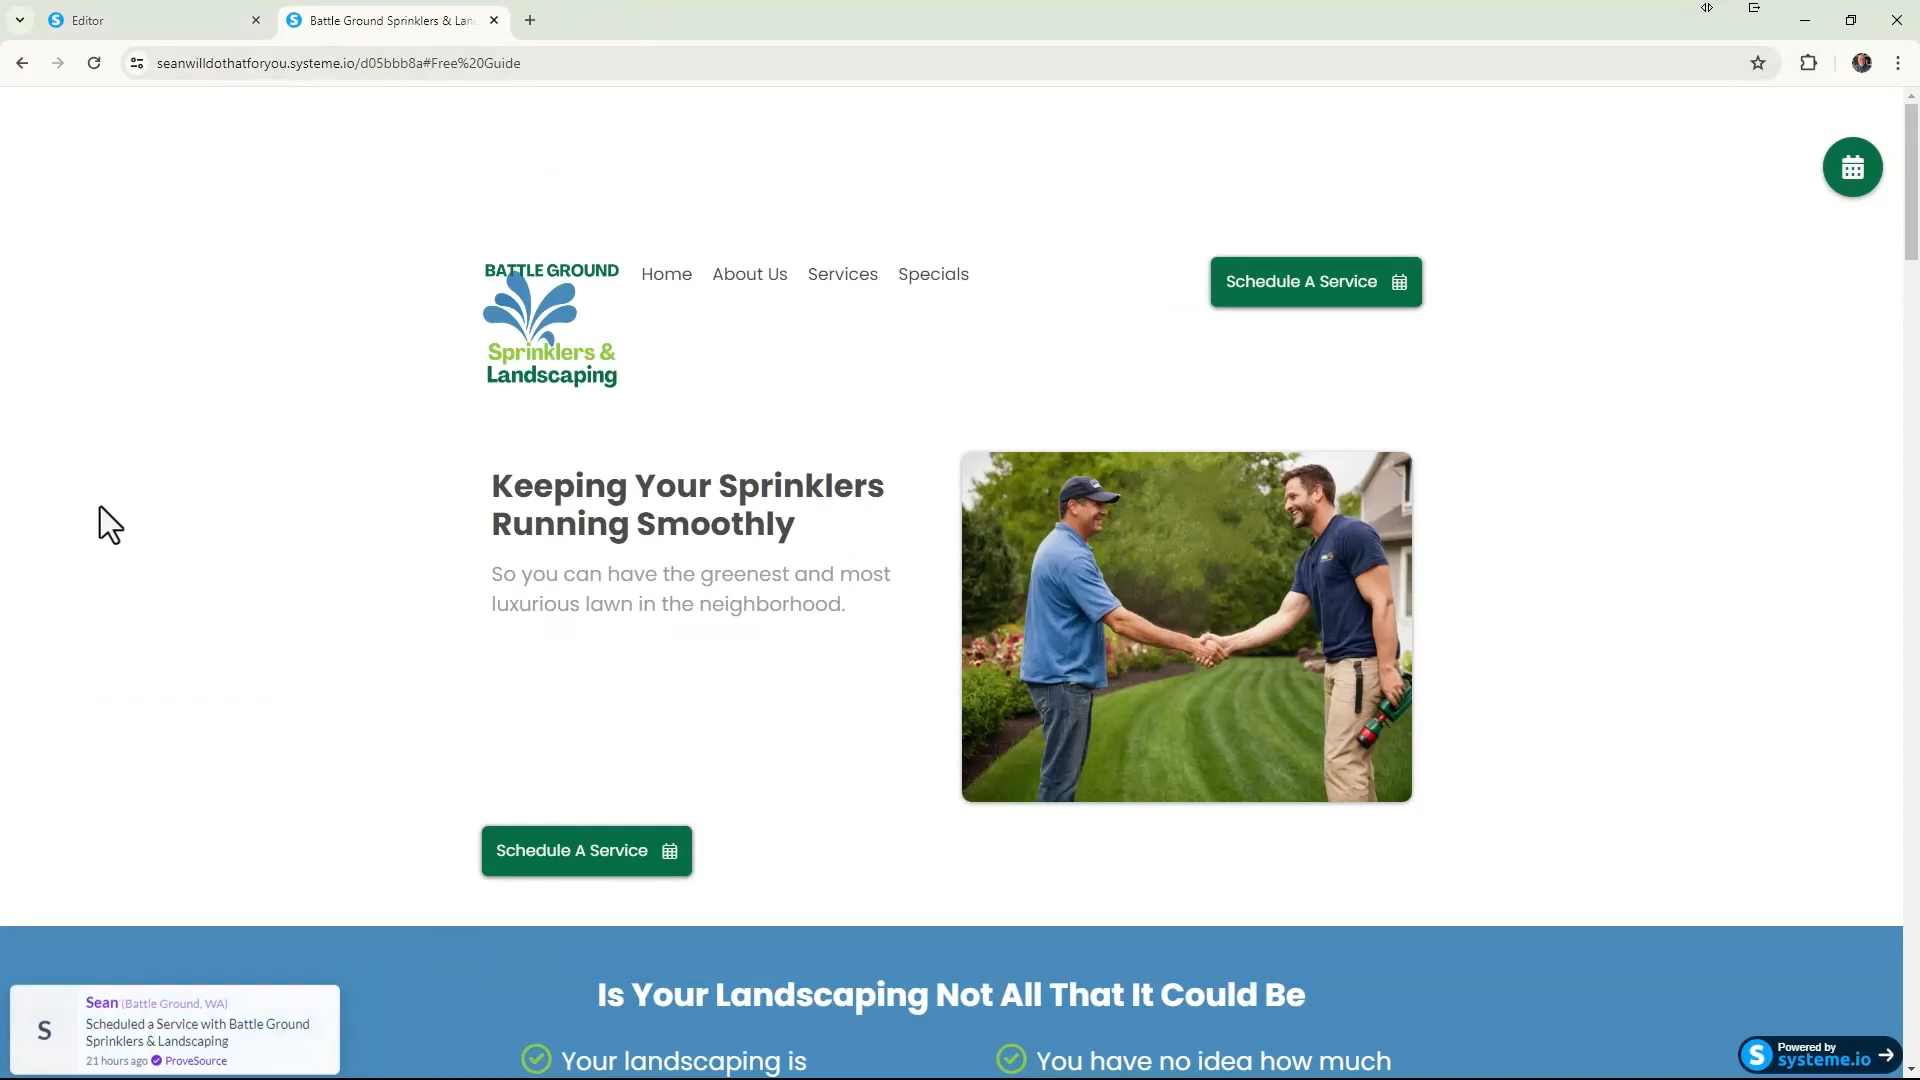 Editor
Battle Ground Sprinklers & Lan
seanwilldothatforyou.systeme.io/d05bbb8a#Free%20Guide
BATTLE GROUND
Sprinklers &
Landscaping
Home
About Us
Services
Specials
Schedule A Service
Keeping Your Sprinklers
Running Smoothly
So you can have the greenest and most
luxurious lawn in the neighborhood.
Schedule A Service
Is Your Landscaping Not All That It Could Be
Your landscaping is
You have no idea how much
S
Sean (Battle Ground, WA)
Scheduled a Service with Battle Ground
Sprinklers & Landscaping
21 hours ago ProveSource
S
Powered by
systeme.io